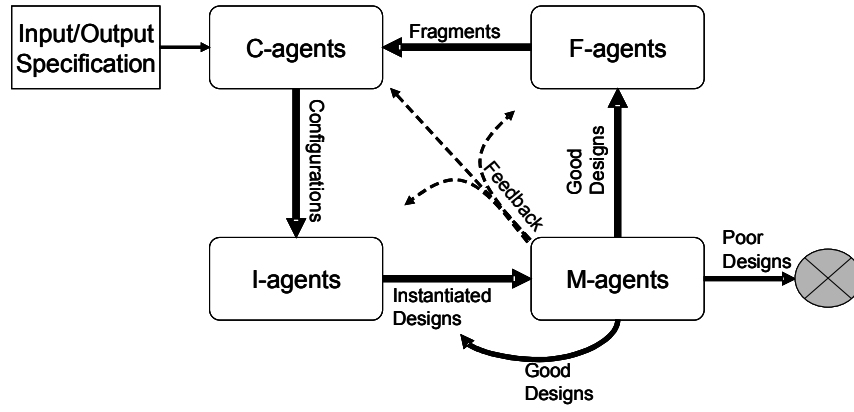 Input/Output
Specification
C-agents
Fragments
F-agents
Configurations
Feedback
Good
Designs
Poor
Designs
I-agents
Instantiated
Designs
M-agents
Good
Designs